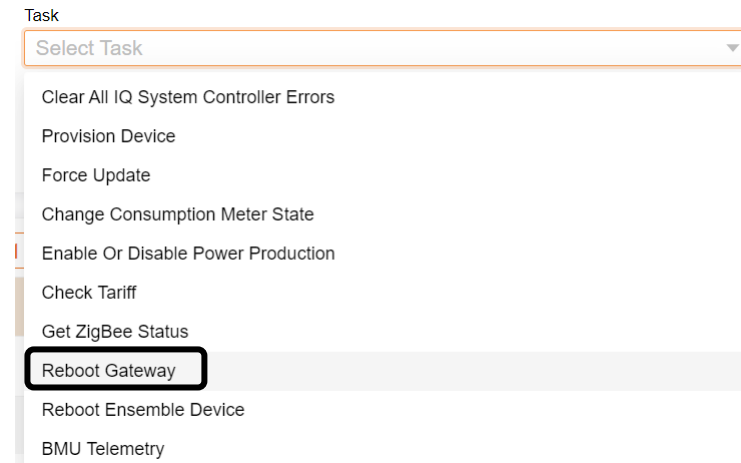 Task
Select Task
Clear All IQ System Controller Errors
Provision Device
Force Update
Change Consumption Meter State
Enable Or Disable Power Production
Check Tariff
Get ZigBee Status
Reboot Gateway
Reboot Ensemble Device
BMU Telemetry